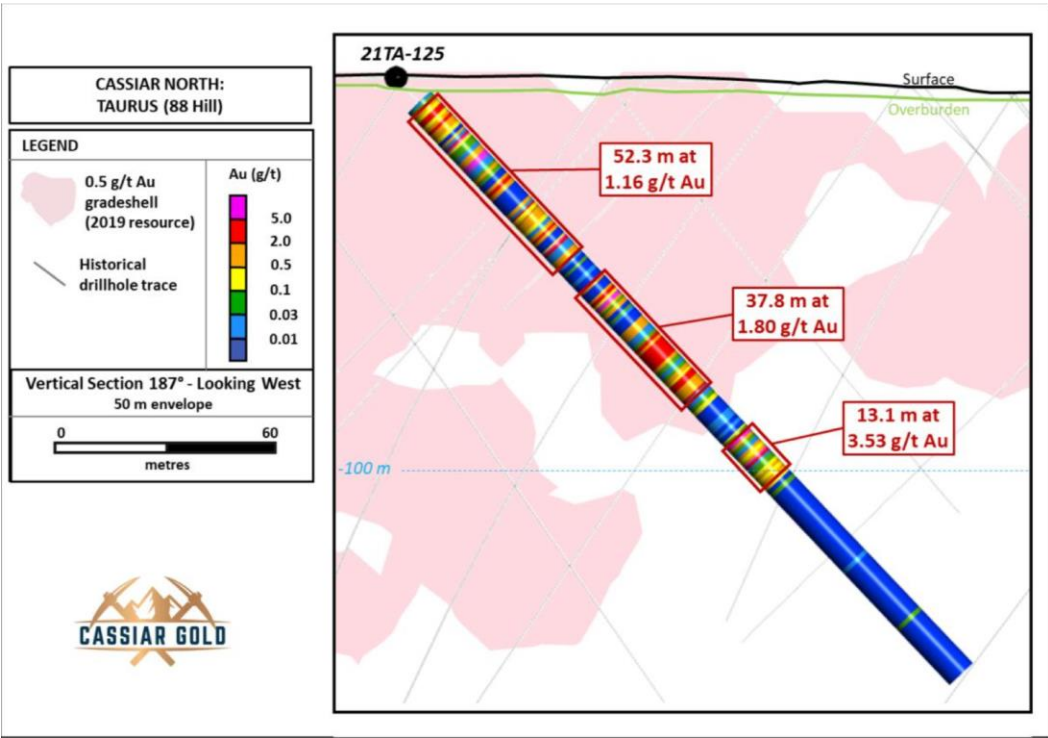 CASSIAR NORTH:
TAURUS (88 Hill)
LEGEND
0.5 g/t Au
gradeshell
(2019 resource)
Historical
drillhole trace
Au (g/t)
5.0
2.0
0.5
0.1
0.03
0.01
Vertical Section 187° - Looking West
50 m envelope
0 60
metres
CASSIAR GOLD
21TA-125
Surface
Overburden
52.3 m at
1.16 g/t Au
37.8 m at
1.80 g/t Au
13.1 m at
3.53 g/t Au
-100 m